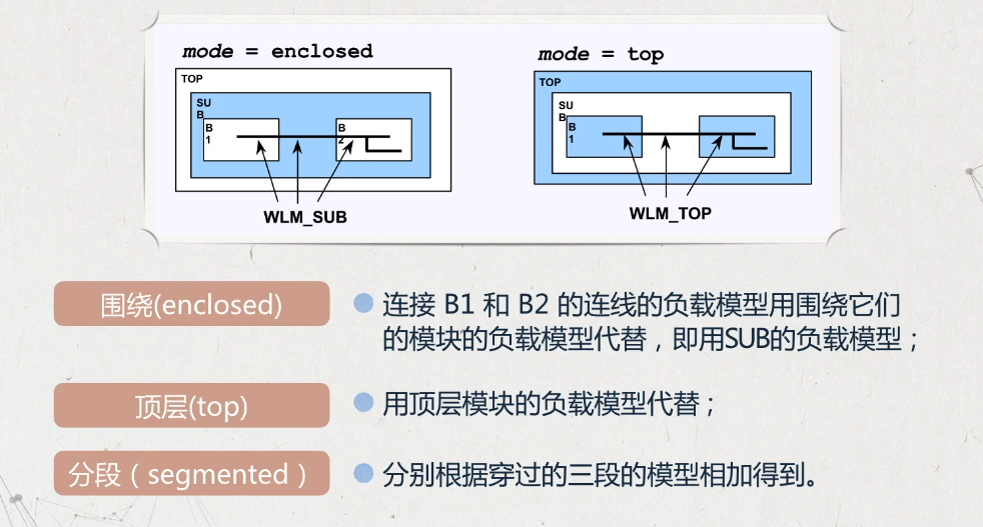 mode = enclosed
TOP
SU
B
B
1
B
2
WLM_SUB
mode = top
TOP
SU
B
B
1
WLM_TOP
围绕(enclosed)
连接 B1 和 B2 的连线的负载模型用围绕它们
的模块的负载模型代替，即用SUB的负载模型；
顶层(top)
用顶层模块的负载模型代替；
分段（segmented）
分别根据穿过的三段的模型相加得到。